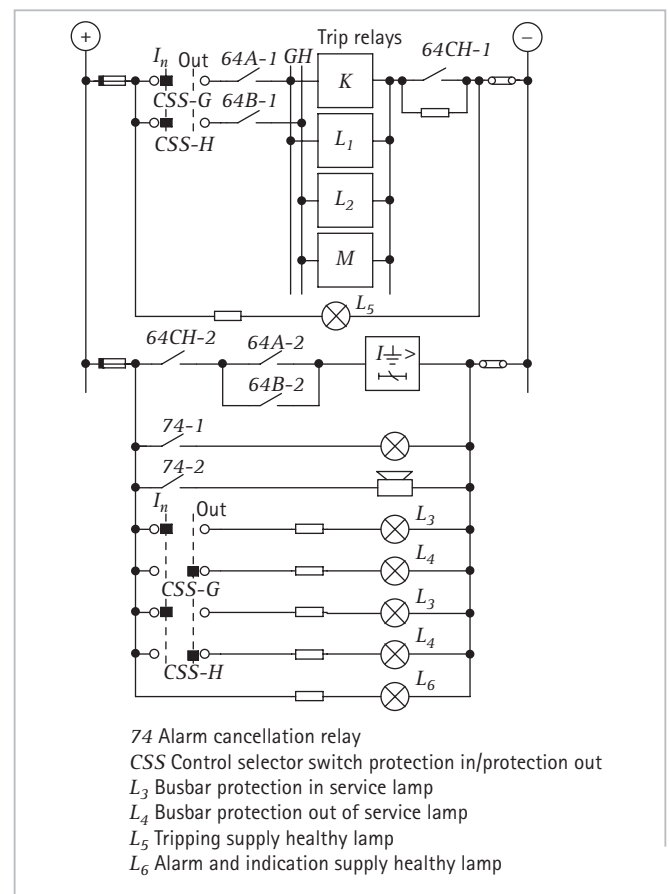 +
Trip relays
−
I_n Out 64A-1 GH
64CH-1
K
CSS-G 64B-1
L_1
CSS-H
L_2
M
L_5
64CH-2 64A-2
I >
64B-2
74-1
74-2
I_n Out
L_3
L_4
CSS-G
L_3
L_4
CSS-H
L_6
74 Alarm cancellation relay
CSS Control selector switch protection in/protection out
L_3 Busbar protection in service lamp
L_4 Busbar protection out of service lamp
L_5 Tripping supply healthy lamp
L_6 Alarm and indication supply healthy lamp